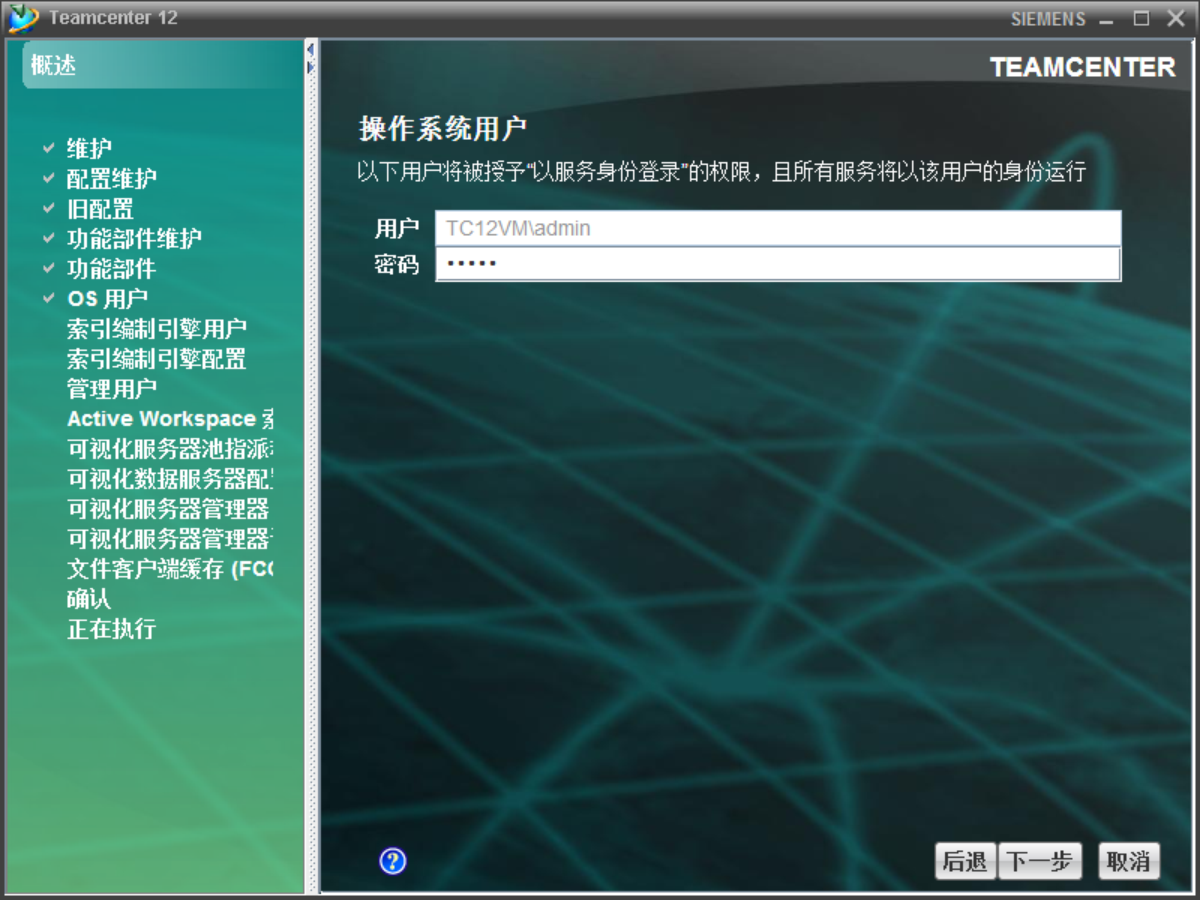 Teamcenter 12
SIEMENS
概述
TEAMCENTER
维护
配置维护
旧配置
功能部件维护
功能部件
OS 用户
索引编制引擎用户
索引编制引擎配置
管理用户
Active Workspace
可视化服务器池指派
可视化数据服务器配
可视化服务器管理器
可视化服务器管理器
文件客户端缓存 (FC
确认
正在执行
操作系统用户
以下用户将被授予“以服务身份登录”的权限，且所有服务将以该用户的身份运行
用户 TC12VM\admin
密码 •••••
?
后退 下一步 取消